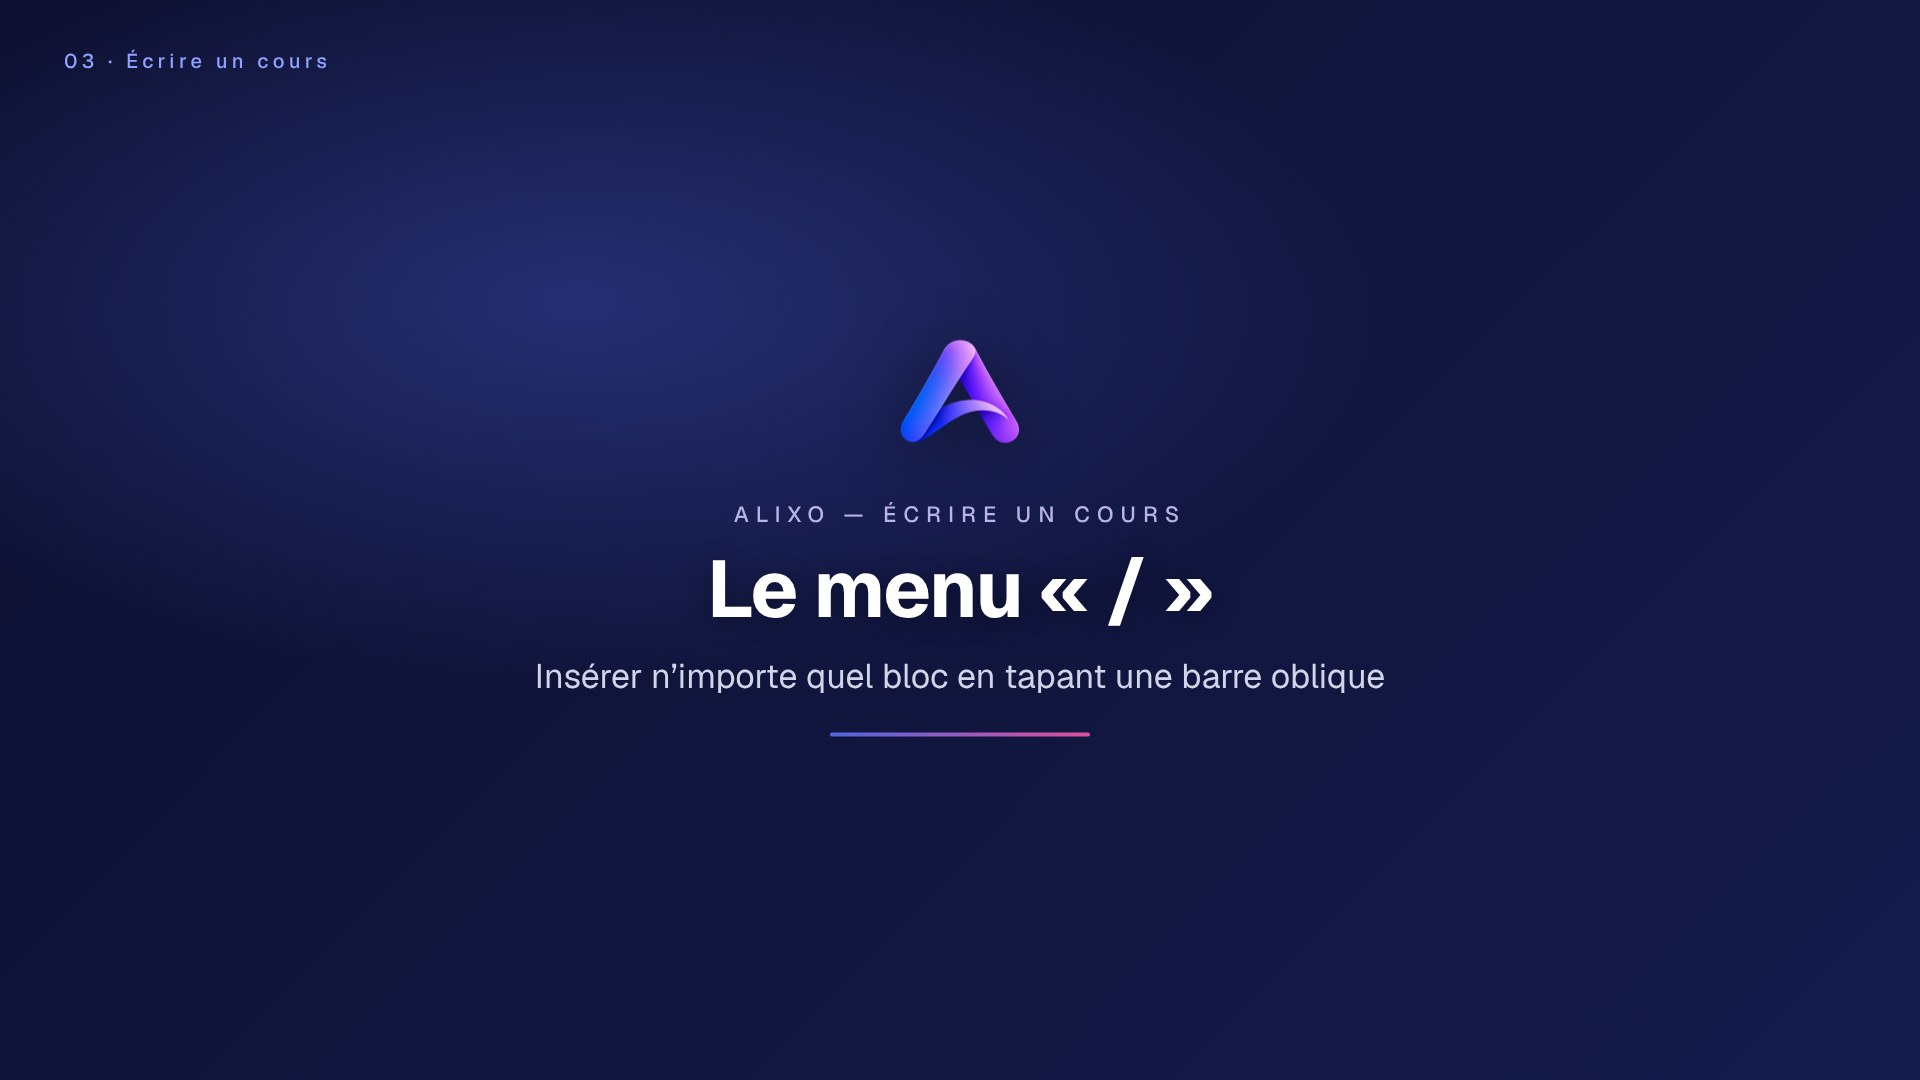 03 · Écrire un cours
ALIXO — ÉCRIRE UN COURS
Le menu « / »
Insérer n’importe quel bloc en tapant une barre oblique